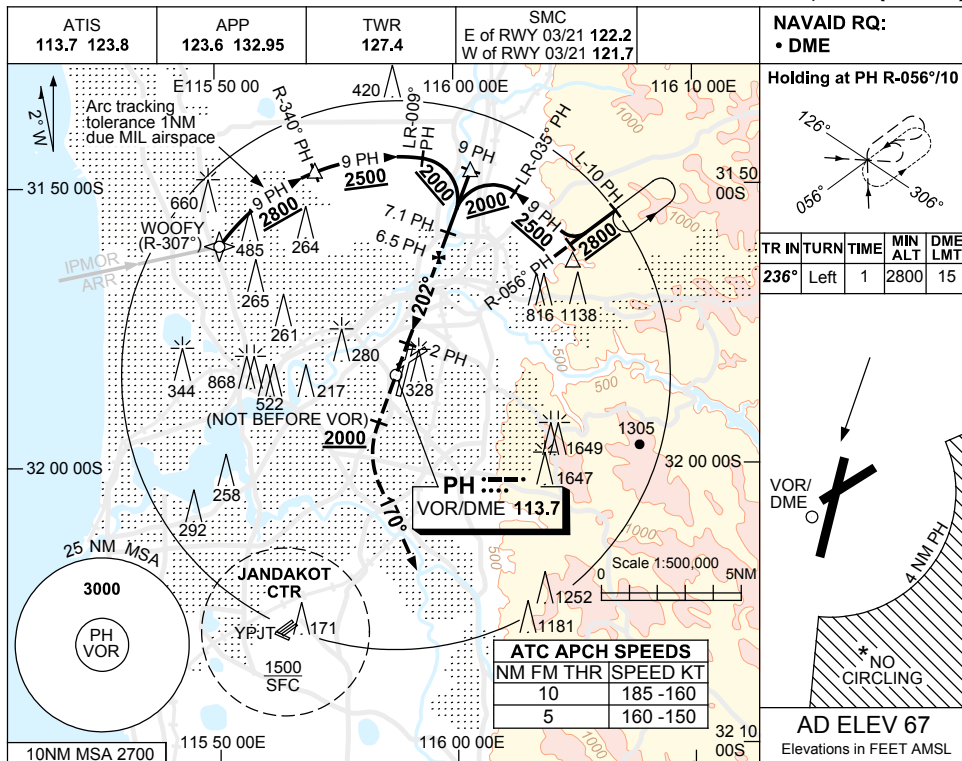 ATIS
113.7 123.8
APP
123.6 132.95
TWR
127.4
SMC
E of RWY 03/21 122.2
W of RWY 03/21 121.7
NAVAID RQ:
• DME
Holding at PH R-056°/10
126°
056°
306°
TR IN TURN TIME MIN ALT DME LMT
236° Left 1 2800 15
E115 50 00
116 00 00E
116 10 00E
2° W
Arc tracking
tolerance 1NM
due MIL airspace
420
R-340° PH
LR-009° PH
9 PH
LR-035° PH
L-10 PH
1000
31 50 00S
31 50
00S
660
9 PH
2800
9 PH
2500
2000
2000
9 PH
2500
2800
1000
WOOFY
(R-307°)
485
264
7.1 PH
6.5 PH
R-056° PH
IPMOR
ARR
265
261
202°
816
1138
280
2 PH
500
500
1000
344
868
522
217
328
(NOT BEFORE VOR)
2000
1305
1649
1647
32 00 00S
32 00 00S
258
292
PH
VOR/DME 113.7
170°
500
1000
Scale 1:500,000
0 5NM
25 NM MSA
3000
PH
VOR
JANDAKOT
CTR
YPJT
171
1500
SFC
1252
1181
ATC APCH SPEEDS
NM FM THR SPEED KT
10 185 -160
5 160 -150
10NM MSA 2700
115 50 00E
116 00 00E
32 10
00S
VOR/
DME
4 NM PH
*NO
CIRCLING
AD ELEV 67
Elevations in FEET AMSL